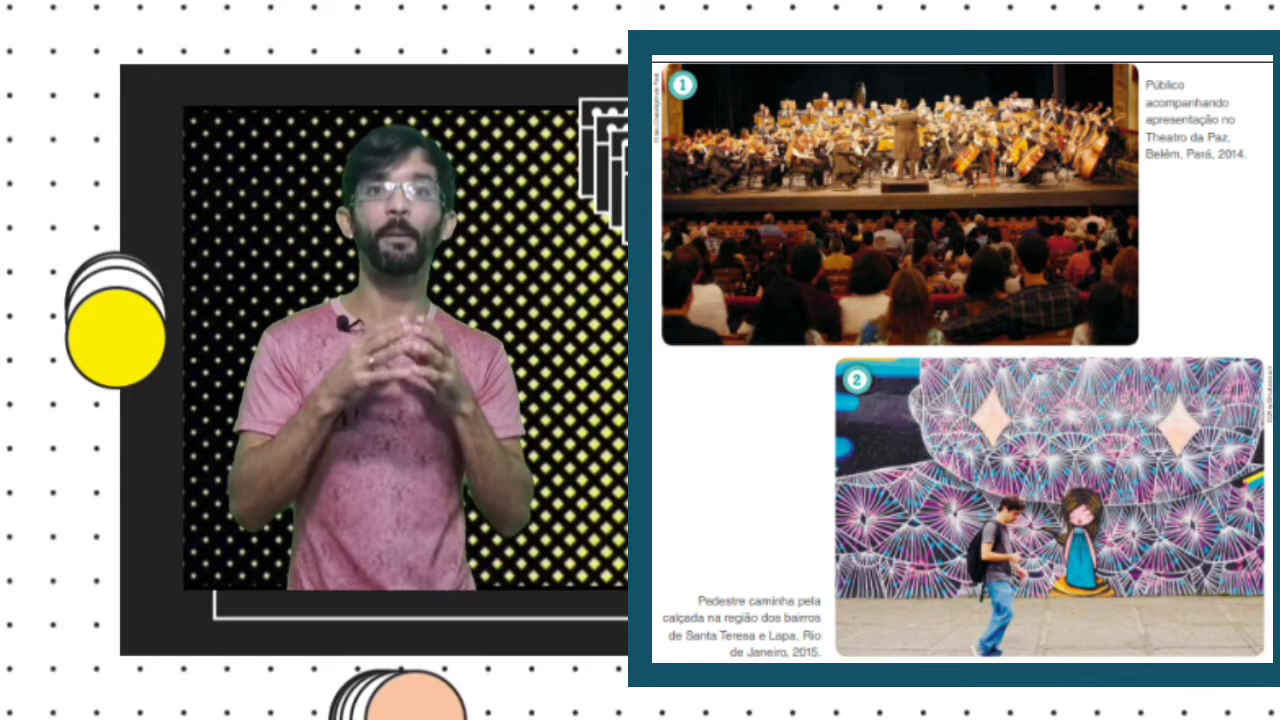 1
Público
acompanhando
apresentação no
Theatro da Paz,
Belém, Pará, 2014.
2
Pedestre caminha pela
calçada na região dos bairros
de Santa Teresa e Lapa, Rio
de Janeiro, 2015.